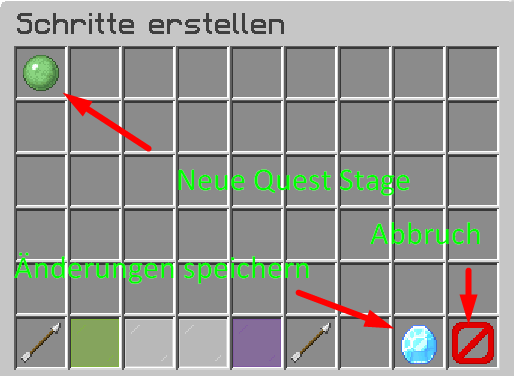 Schritte erstellen
Neue Quest Stage
Abbruch
Änderungen speichern